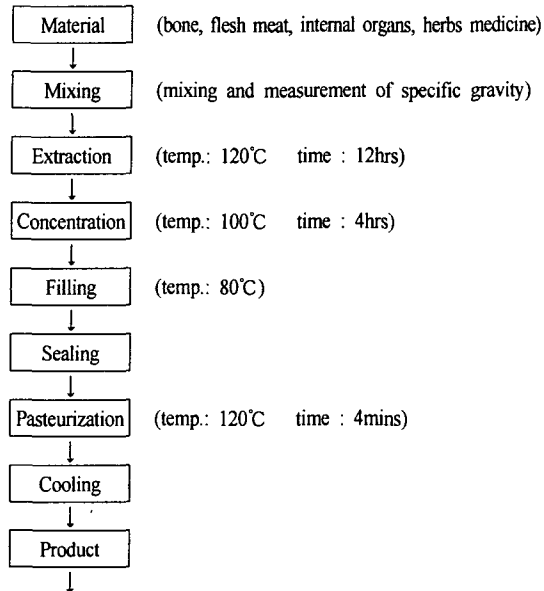 Material (bone, flesh meat, internal organs, herbs medicine)
Mixing (mixing and measurement of specific gravity)
Extraction (temp.: 120℃ time : 12hrs)
Concentration (temp.: 100℃ time : 4hrs)
Filling (temp.: 80℃)
Sealing
Pasteurization (temp.: 120℃ time : 4mins)
Cooling
Product